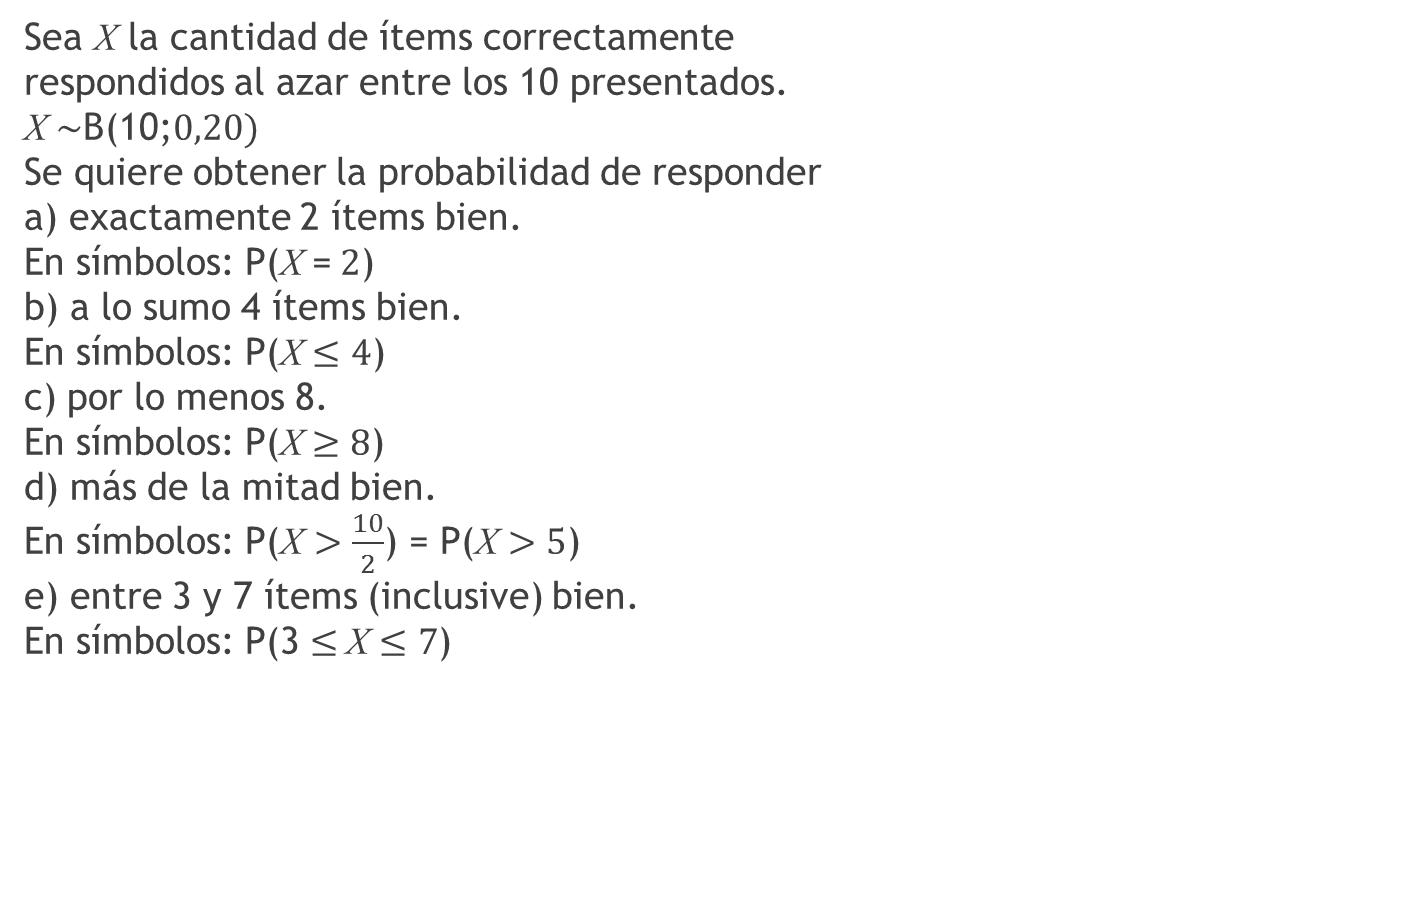 Sea X la cantidad de ítems correctamente
respondidos al azar entre los 10 presentados.
X ~B(10;0,20)
Se quiere obtener la probabilidad de responder
a) exactamente 2 ítems bien.
En símbolos: P(X = 2)
b) a lo sumo 4 ítems bien.
En símbolos: P(X ≤ 4)
c) por lo menos 8.
En símbolos: P(X ≥ 8)
d) más de la mitad bien.
En símbolos: P(X > 10/2) = P(X > 5)
e) entre 3 y 7 ítems (inclusive) bien.
En símbolos: P(3 ≤ X ≤ 7)